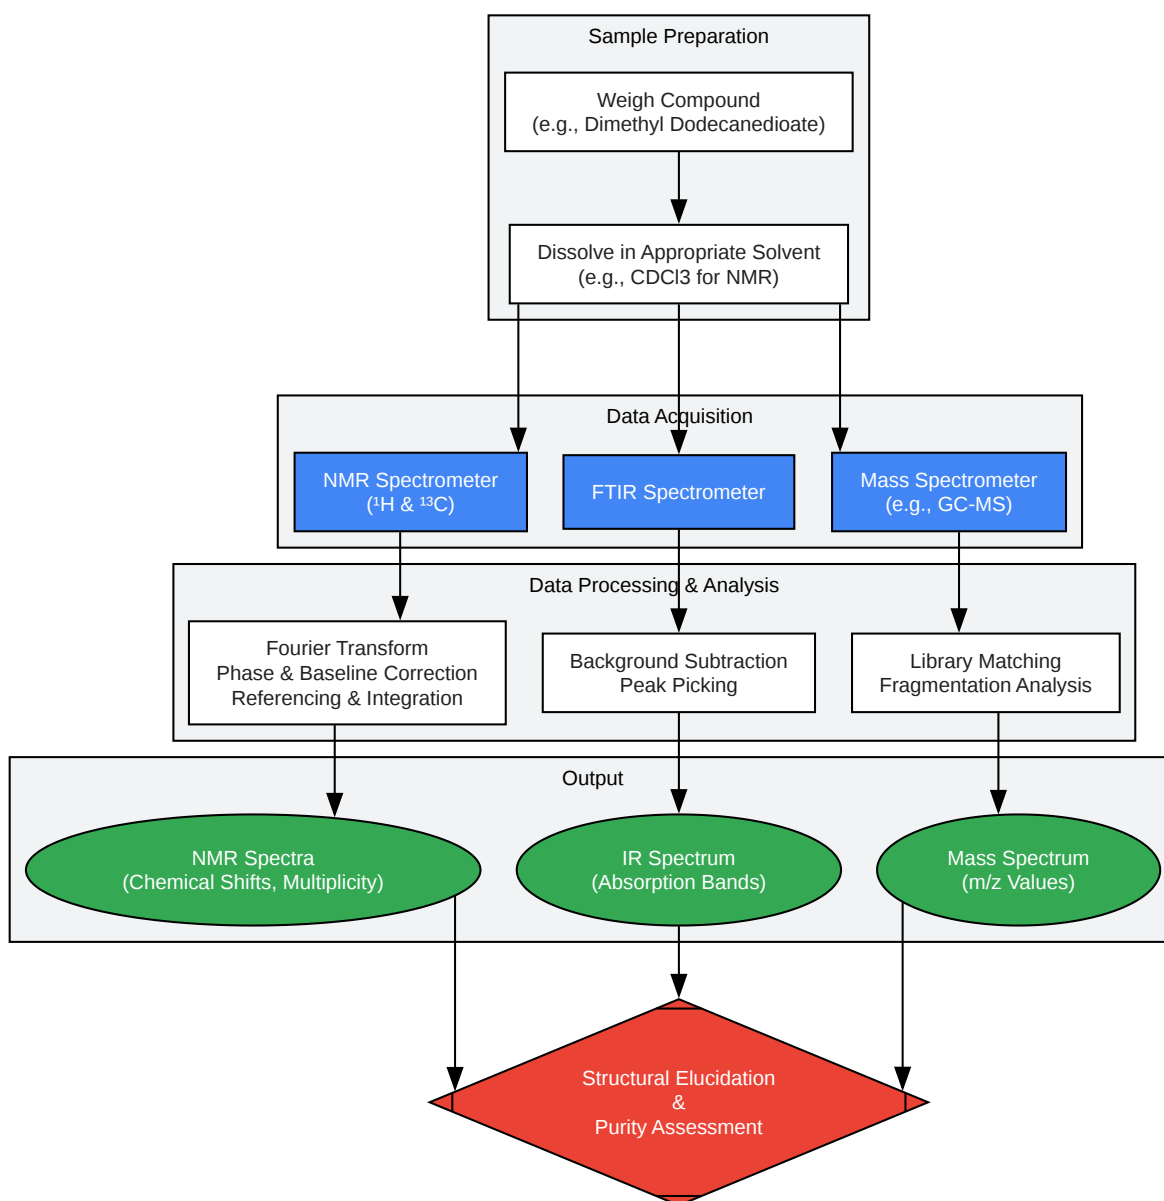 Sample Preparation
Weigh Compound
(e.g., Dimethyl Dodecanedioate)
Dissolve in Appropriate Solvent
(e.g., CDCl3 for NMR)
Data Acquisition
NMR Spectrometer
(¹H & ¹³C)
FTIR Spectrometer
Mass Spectrometer
(e.g., GC-MS)
Data Processing & Analysis
Fourier Transform
Phase & Baseline Correction
Referencing & Integration
Background Subtraction
Peak Picking
Library Matching
Fragmentation Analysis
Output
NMR Spectra
(Chemical Shifts, Multiplicity)
IR Spectrum
(Absorption Bands)
Mass Spectrum
(m/z Values)
Structural Elucidation
&
Purity Assessment